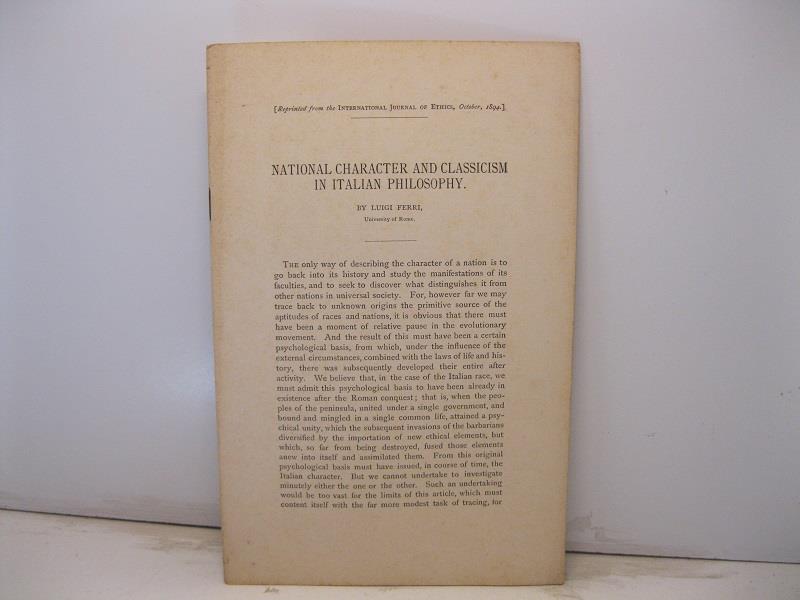 [Reprinted from the INTERNATIONAL JOURNAL OF ETHICS, October, 1894.]
NATIONAL CHARACTER AND CLASSICISM
IN ITALIAN PHILOSOPHY.
BY LUIGI FERRI,
University of Rome.
THE only way of describing the character of a nation is to
go back into its history and study the manifestations of its
faculties, and to seek to discover what distinguishes it from
other nations in universal society. For, however far we may
trace back to unknown origins the primitive source of the
aptitudes of races and nations, it is obvious that there must
have been a moment of relative pause in the evolutionary
movement. And the result of this must have been a certain
psychological basis, from which, under the influence of the
external circumstances, combined with the laws of life and his-
tory, there was subsequently developed their entire after
activity. We believe that, in the case of the Italian race, we
must admit this psychological basis to have been already in
existence after the Roman conquest; that is, when the peo-
ples of the peninsula, united under a single government, and
bound and mingled in a single common life, attained a psy-
chical unity, which the subsequent invasions of the barbarians
diversified by the importation of new ethical elements, but
which, so far from being destroyed, fused those elements
anew into itself and assimilated them. From this original
psychological basis must have issued, in course of time, the
Italian character. But we cannot undertake to investigate
minutely either the one or the other. Such an undertaking
would be too vast for the limits of this article, which must
content itself with the far more modest task of tracing, for